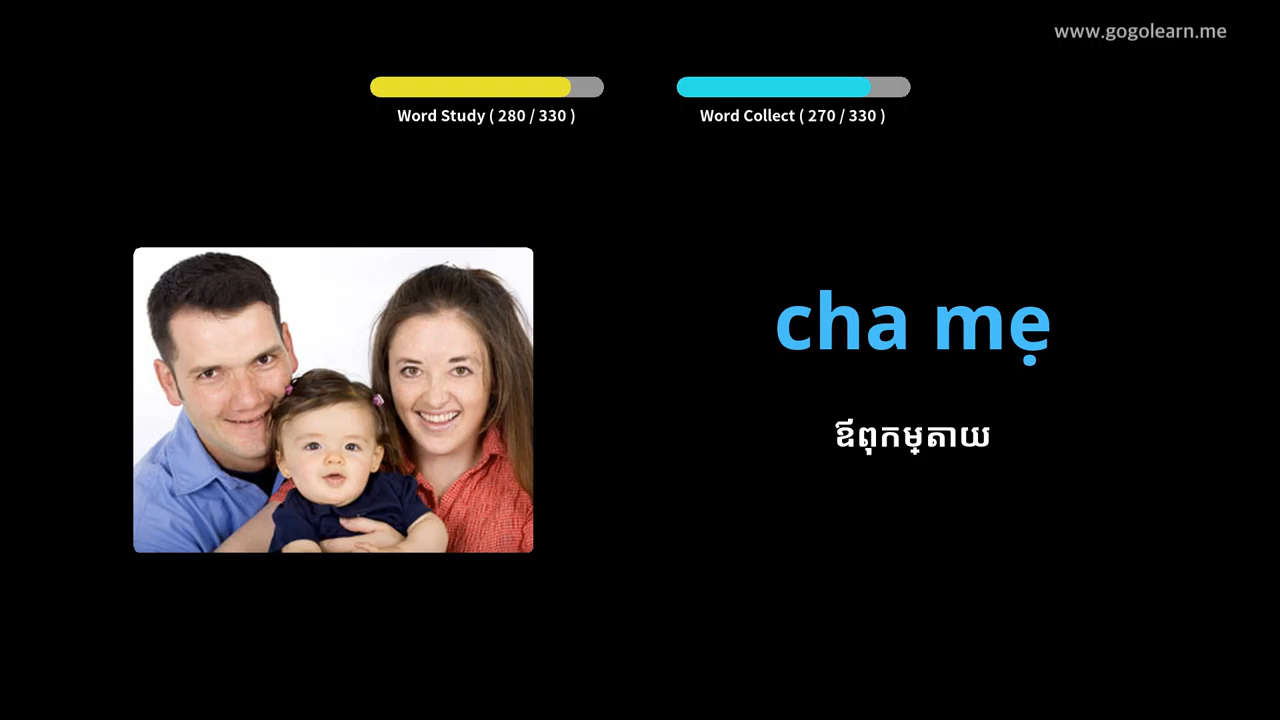 www.gogolearn.me
Word Study ( 280 / 330 )
Word Collect ( 270 / 330 )
cha mẹ
ឪពុកម្តាយ